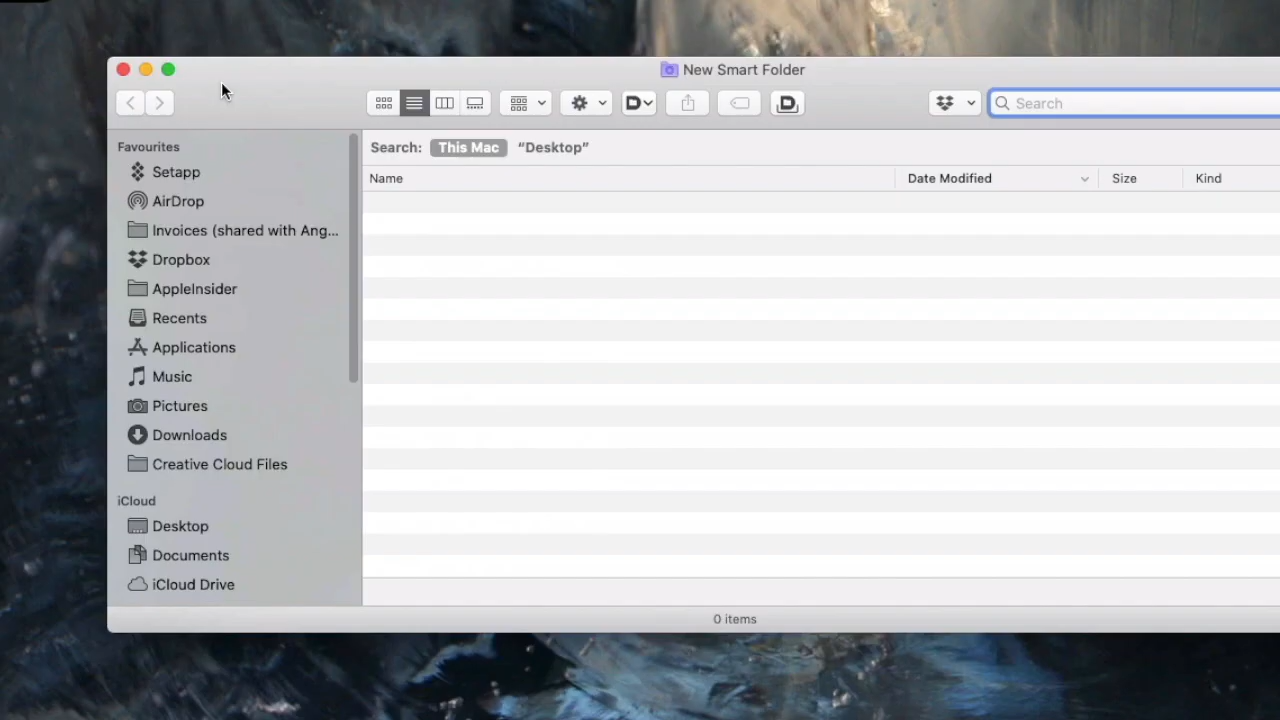 New Smart Folder
Search
Search: This Mac “Desktop”
Name Date Modified Size Kind
Favourites
Setapp
AirDrop
Invoices (shared with Ang...
Dropbox
AppleInsider
Recents
Applications
Music
Pictures
Downloads
Creative Cloud Files
iCloud
Desktop
Documents
iCloud Drive
0 items